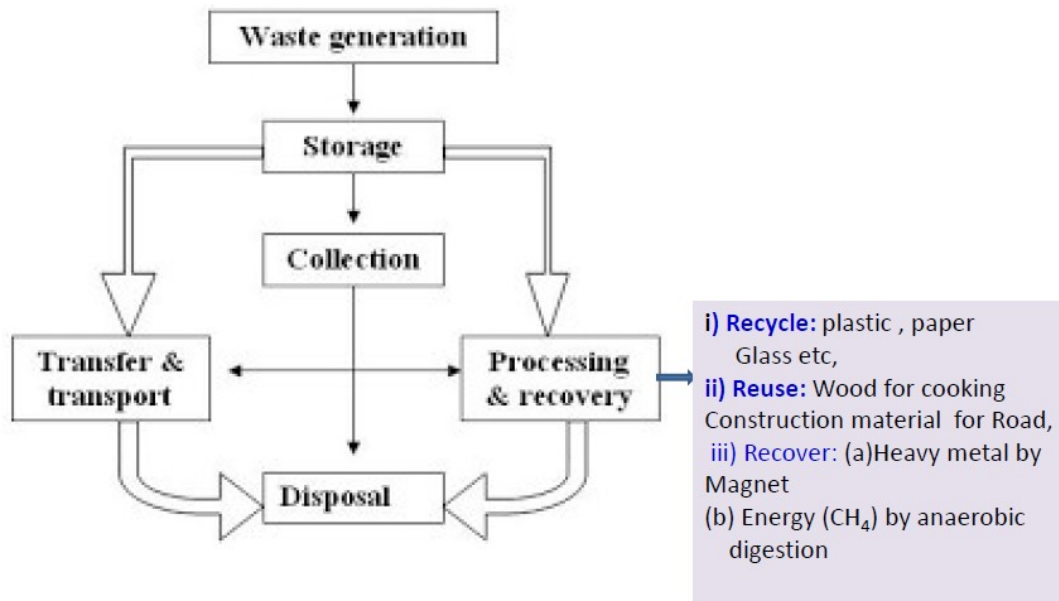 Waste generation
Storage
Collection
Transfer &
transport
Processing
& recovery
Disposal
i) Recycle: plastic , paper
Glass etc,
ii) Reuse: Wood for cooking
Construction material for Road,
iii) Recover: (a)Heavy metal by
Magnet
(b) Energy (CH₄) by anaerobic
digestion